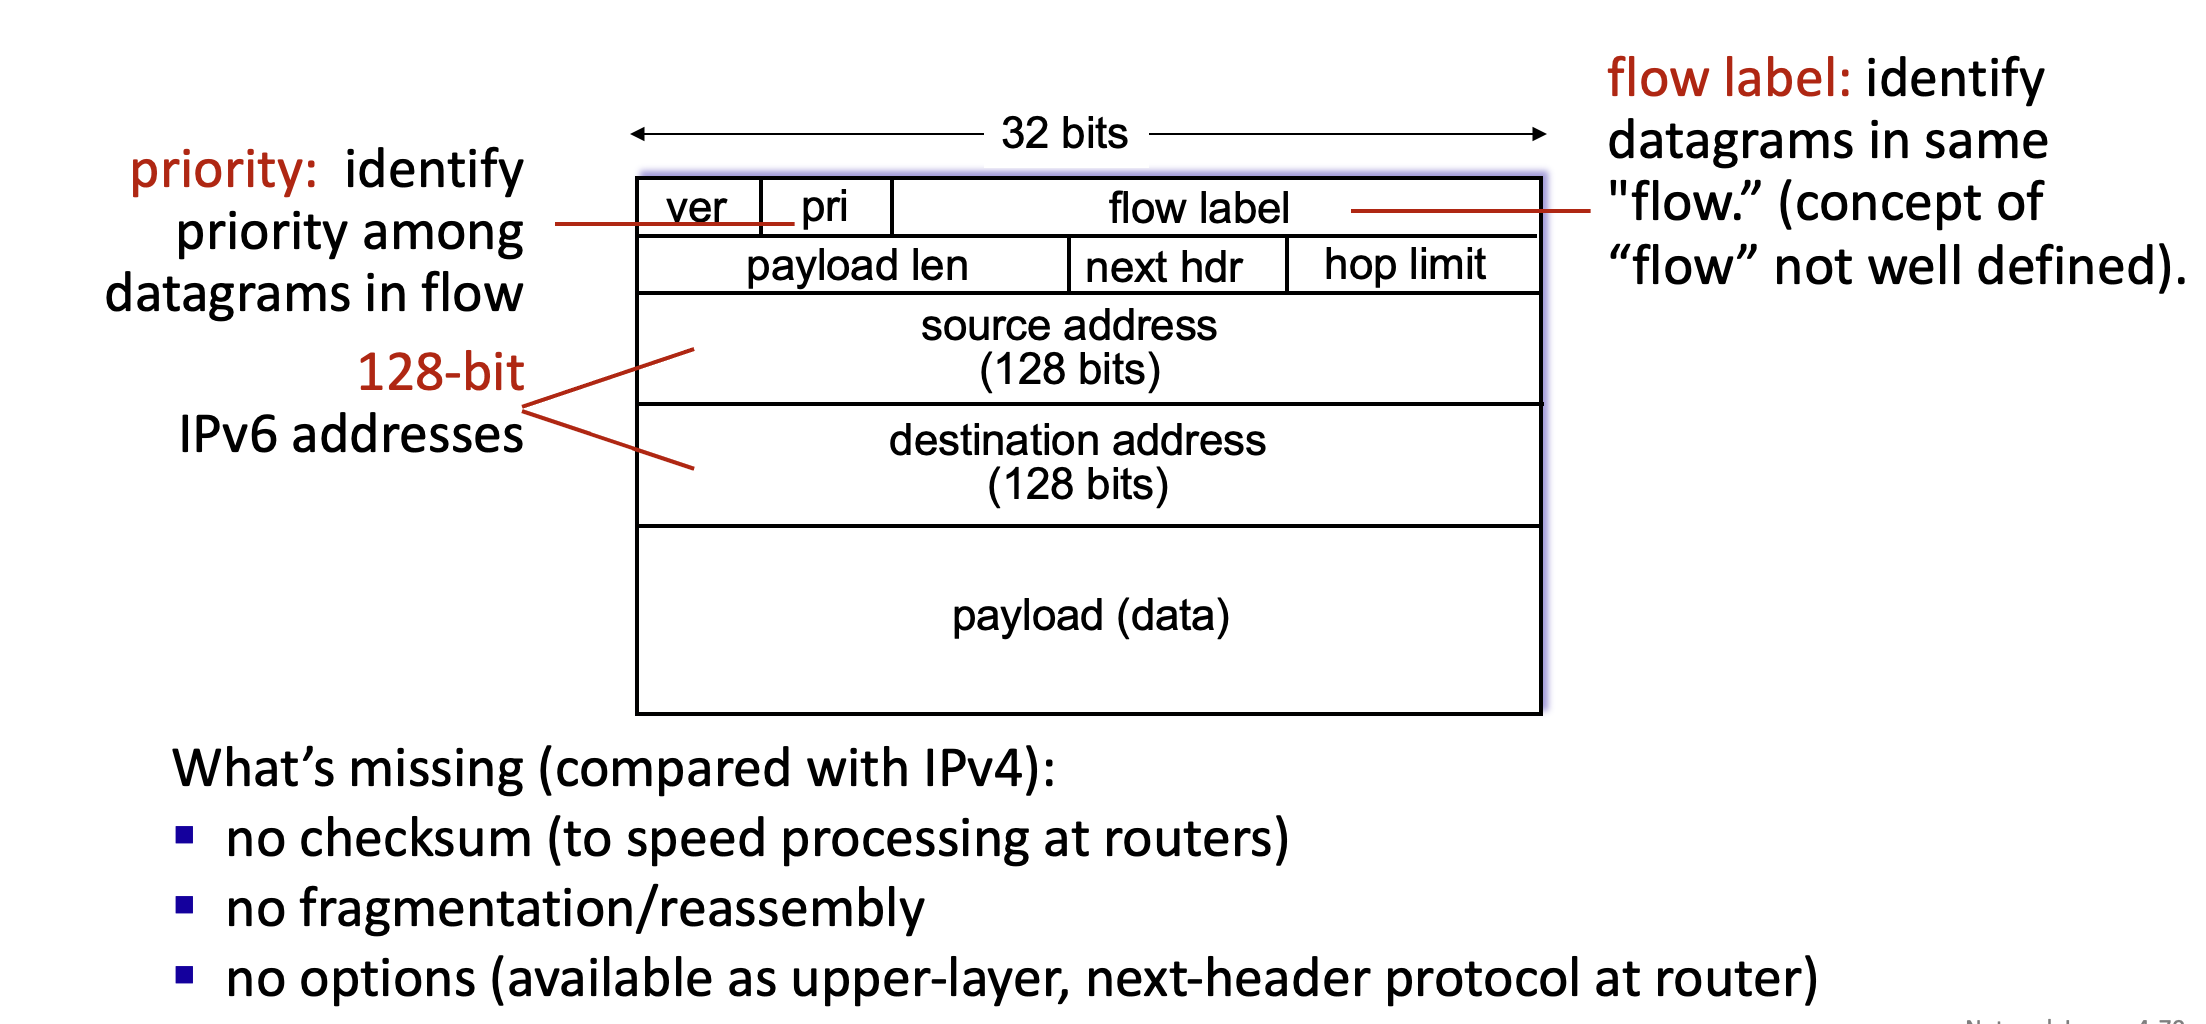 32 bits
priority: identify
priority among
datagrams in flow
128-bit
IPv6 addresses
flow label: identify
datagrams in same
"flow.” (concept of
“flow” not well defined).
ver pri flow label
payload len next hdr hop limit
source address
(128 bits)
destination address
(128 bits)
payload (data)
What’s missing (compared with IPv4):
▪ no checksum (to speed processing at routers)
▪ no fragmentation/reassembly
▪ no options (available as upper-layer, next-header protocol at router)